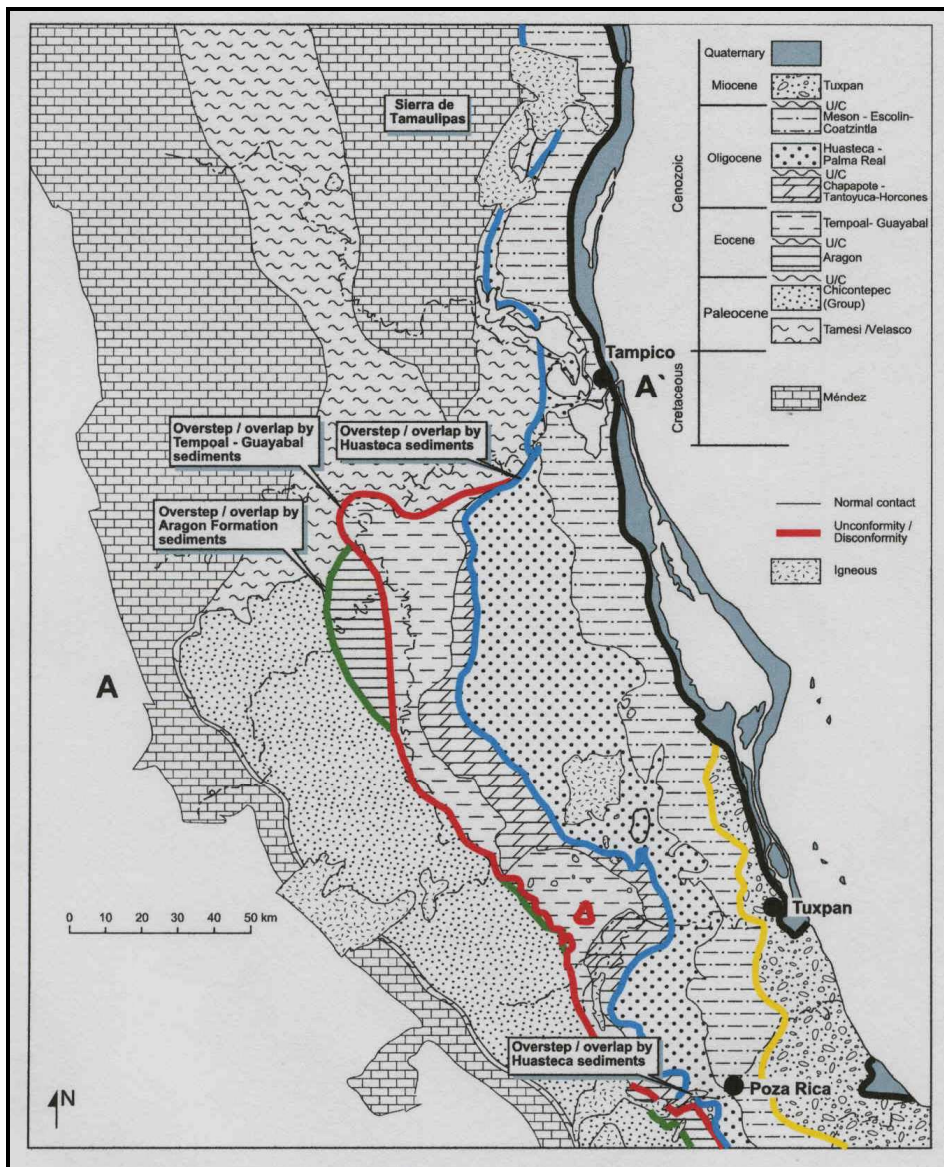 Sierra de
Tamaulipas
Tampico
A`
Overstep / overlap by
Tempoal - Guayabal
sediments
Overstep / overlap by
Huasteca sediments
Overstep / overlap by
Aragon Formation
sediments
A
0 10 20 30 40 50 km
Tuxpan
Overstep / overlap by
Huasteca sediments
Poza Rica
N
Cenozoic
Cretaceous
Quaternary
Miocene
Tuxpan
U/C
Meson - Escolin-
Coatzintla
Oligocene
Huasteca -
Palma Real
U/C
Chapapote -
Tantoyuca-Horcones
Eocene
Tempoal- Guayabal
U/C
Aragon
U/C
Paleocene
Chicontepec
(Group)
Tamesi /Velasco
Méndez
Normal contact
Unconformity /
Disconformity
Igneous